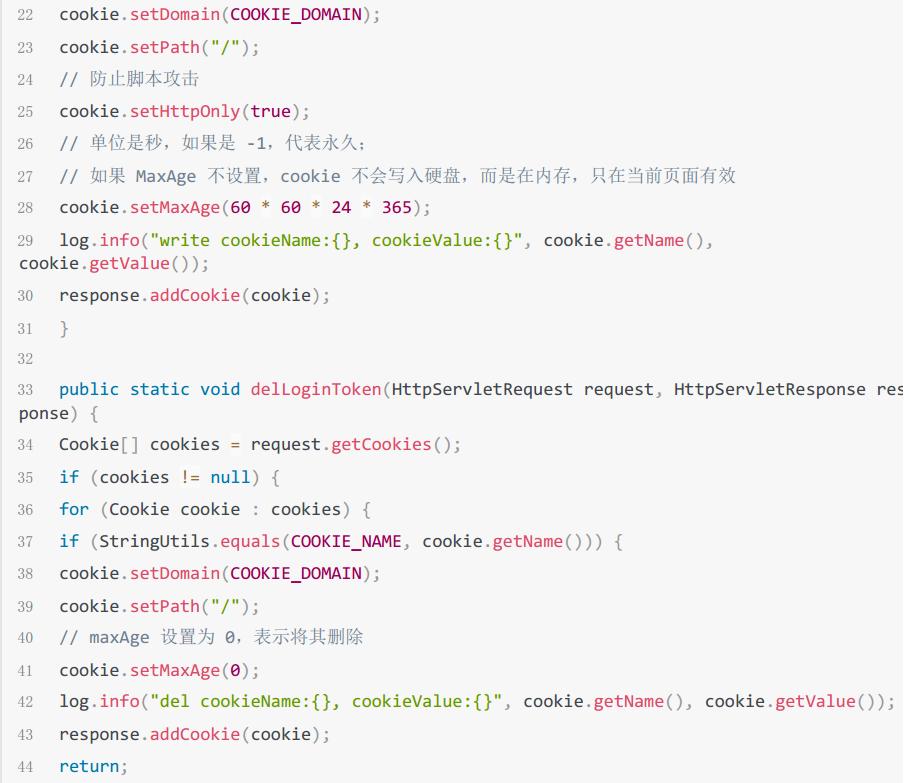 22 cookie.setDomain(COOKIE_DOMAIN);
23 cookie.setPath("/");
24 // 防止脚本攻击
25 cookie.setHttpOnly(true);
26 // 单位是秒，如果是 -1，代表永久；
27 // 如果 MaxAge 不设置，cookie 不会写入硬盘，而是在内存，只在当前页面有效
28 cookie.setMaxAge(60 * 60 * 24 * 365);
29 log.info("write cookieName:{}, cookieValue:{}", cookie.getName(),
cookie.getValue());
30 response.addCookie(cookie);
31 }
32
33 public static void delLoginToken(HttpServletRequest request, HttpServletResponse res
ponse) {
34 Cookie[] cookies = request.getCookies();
35 if (cookies != null) {
36 for (Cookie cookie : cookies) {
37 if (StringUtils.equals(COOKIE_NAME, cookie.getName())) {
38 cookie.setDomain(COOKIE_DOMAIN);
39 cookie.setPath("/");
40 // maxAge 设置为 0，表示将其删除
41 cookie.setMaxAge(0);
42 log.info("del cookieName:{}, cookieValue:{}", cookie.getName(), cookie.getValue());
43 response.addCookie(cookie);
44 return;